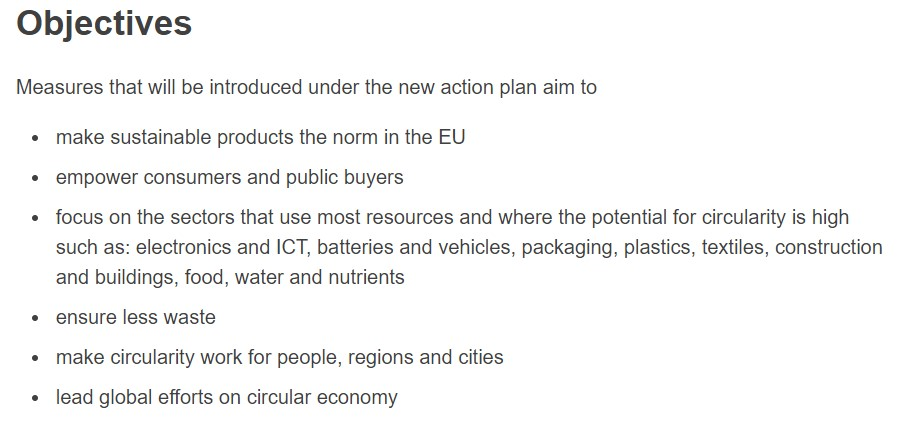 Objectives
Measures that will be introduced under the new action plan aim to
• make sustainable products the norm in the EU
• empower consumers and public buyers
• focus on the sectors that use most resources and where the potential for circularity is high
such as: electronics and ICT, batteries and vehicles, packaging, plastics, textiles, construction
and buildings, food, water and nutrients
• ensure less waste
• make circularity work for people, regions and cities
• lead global efforts on circular economy